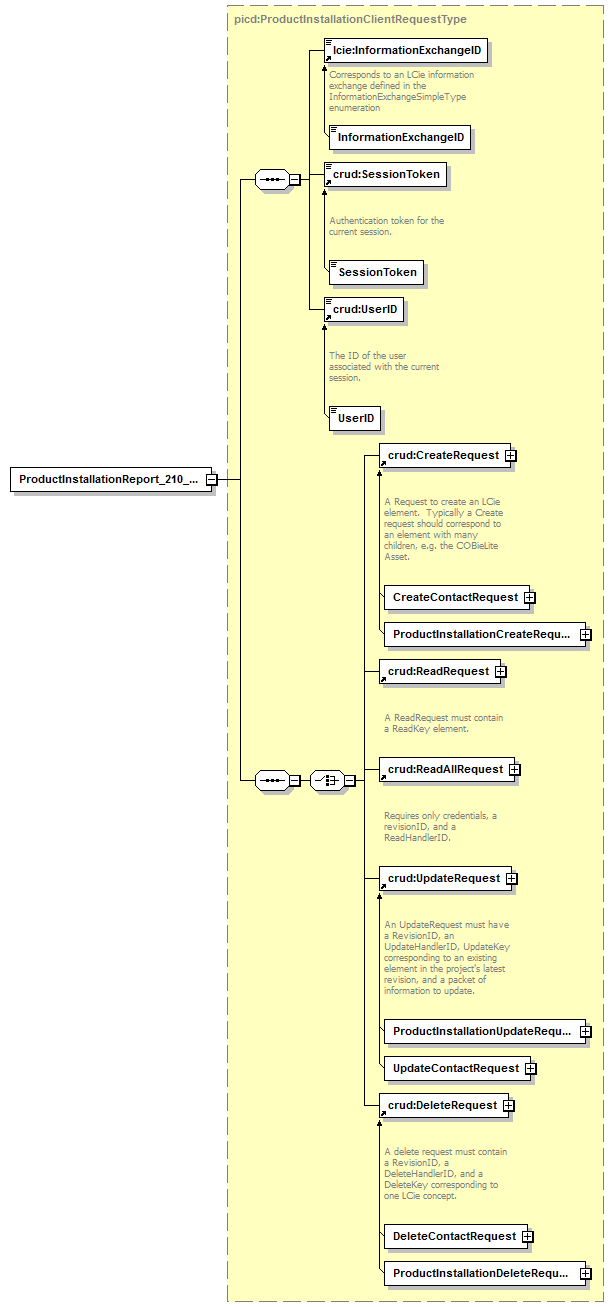 picd:ProductInstallationClientRequestType
lcie:InformationExchangeID
Corresponds to an LCie information
exchange defined in the
InformationExchangeSimpleType
enumeration
InformationExchangeID
crud:SessionToken
Authentication token for the
current session.
SessionToken
crud:UserID
The ID of the user
associated with the current
session.
UserID
ProductInstallationReport_210_...
crud:CreateRequest
A Request to create an LCie
element.  Typically a Create
request should correspond to
an element with many
children, e.g. the COBieLite
Asset.
CreateContactRequest
ProductInstallationCreateRequ...
crud:ReadRequest
A ReadRequest must contain
a ReadKey element.
crud:ReadAllRequest
Requires only credentials, a
revisionID, and a
ReadHandlerID.
crud:UpdateRequest
An UpdateRequest must have
a RevisionID, an
UpdateHandlerID, UpdateKey
corresponding to an existing
element in the project's latest
revision, and a packet of
information to update.
ProductInstallationUpdateRequ...
UpdateContactRequest
crud:DeleteRequest
A delete request must contain
a RevisionID, a
DeleteHandlerID, and a
DeleteKey corresponding to
one LCie concept.
DeleteContactRequest
ProductInstallationDeleteRequ...